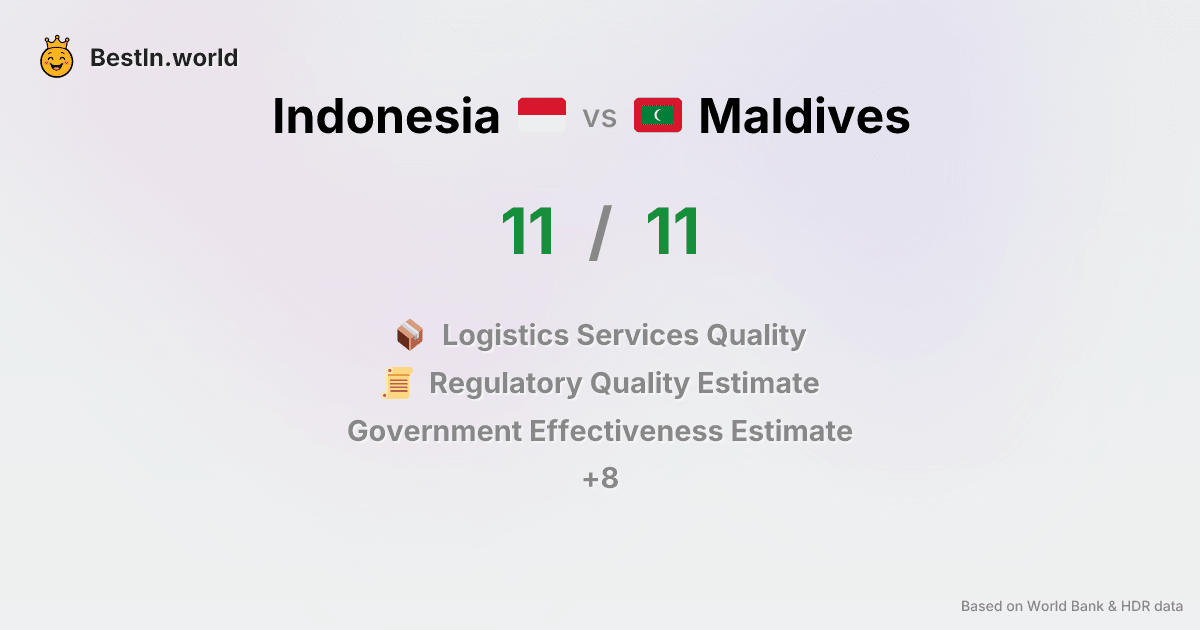 BestIn.world
Indonesia vs Maldives
11 / 11
Logistics Services Quality
Regulatory Quality Estimate
Government Effectiveness Estimate
+8
Based on World Bank & HDR data